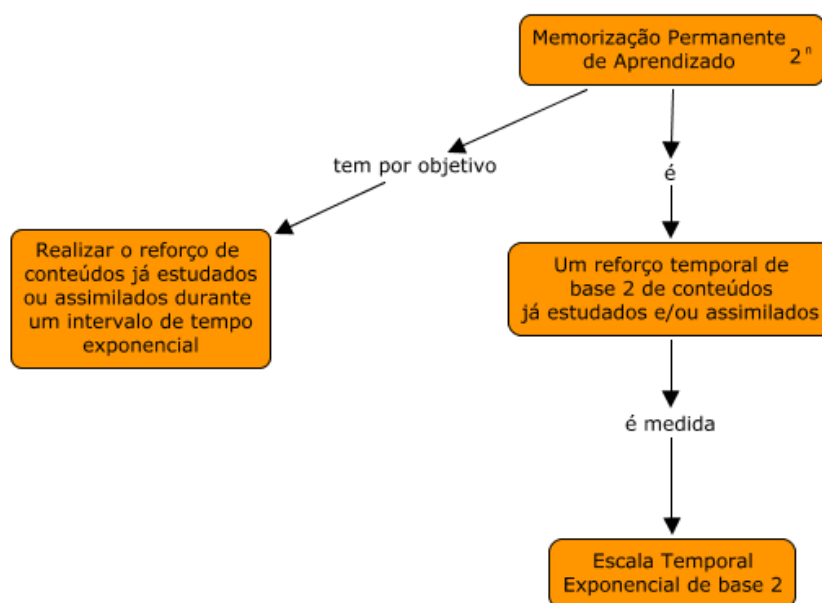 Memorização Permanente
de Aprendizado 2ⁿ
tem por objetivo
é
Realizar o reforço de
conteúdos já estudados
ou assimilados durante
um intervalo de tempo
exponencial
Um reforço temporal de
base 2 de conteúdos
já estudados e/ou assimilados
é medida
Escala Temporal
Exponencial de base 2